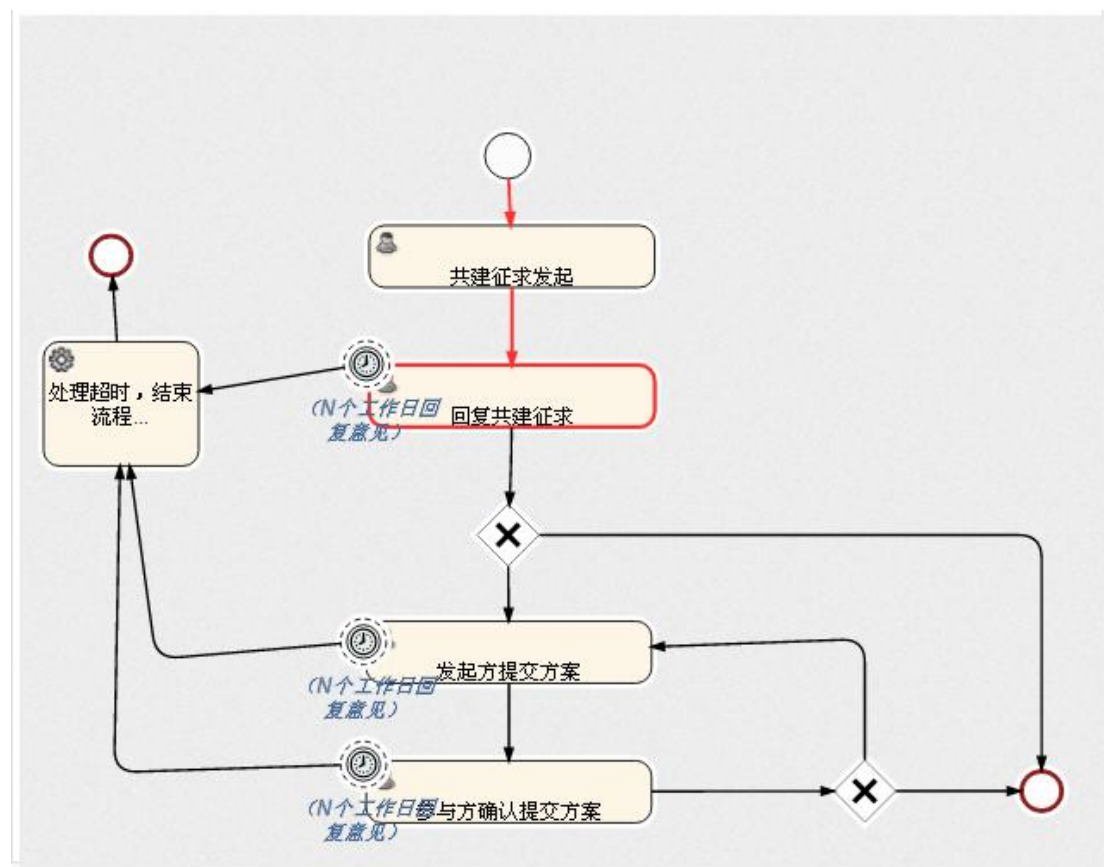 共建征求发起
处理超时，结束
流程...
(N个工作日回
复意见)
回复共建征求
发起方提交方案
(N个工作日回
复意见)
参与方确认提交方案
(N个工作日回
复意见)